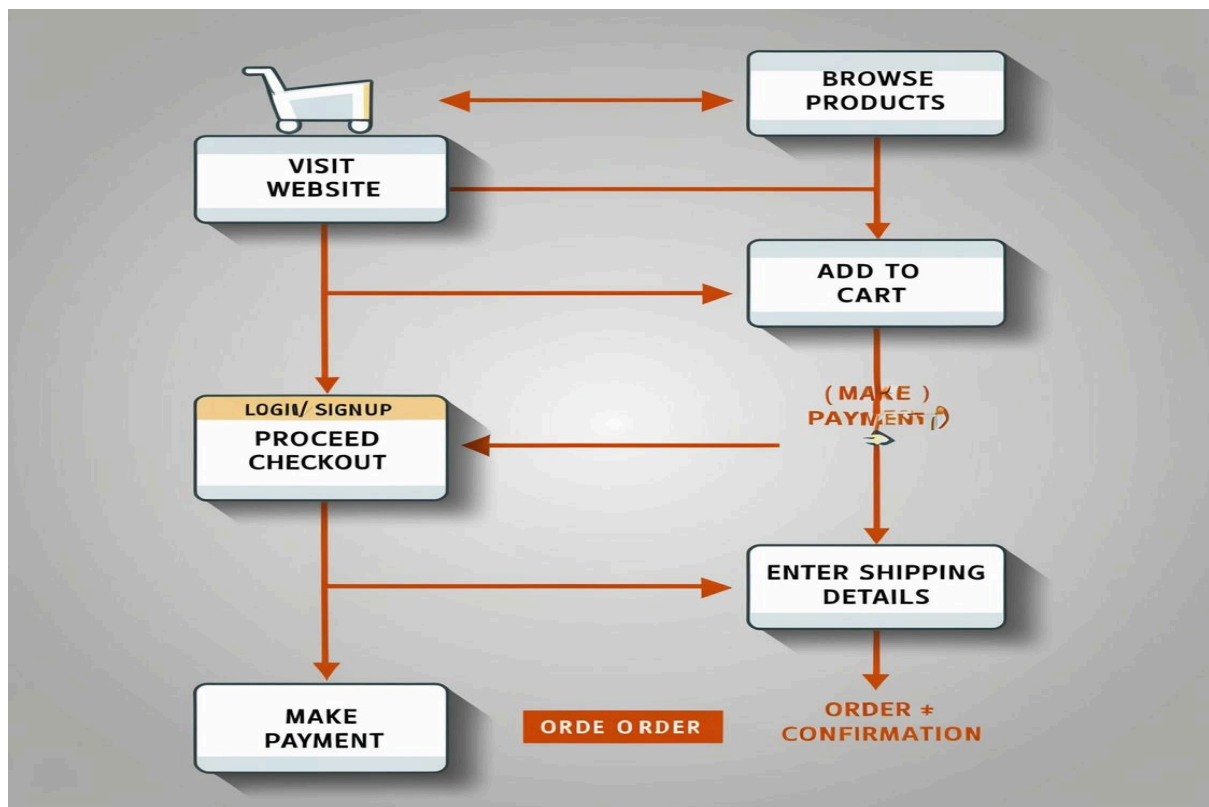 BROWSE
PRODUCTS
VISIT
WEBSITE
ADD TO
CART
(MAKE)
LOGIN/ SIGNUP
PROCEED
CHECKOUT
ENTER SHIPPING
DETAILS
MAKE
PAYMENT
ORDE ORDER
ORDER
CONFIRMATION